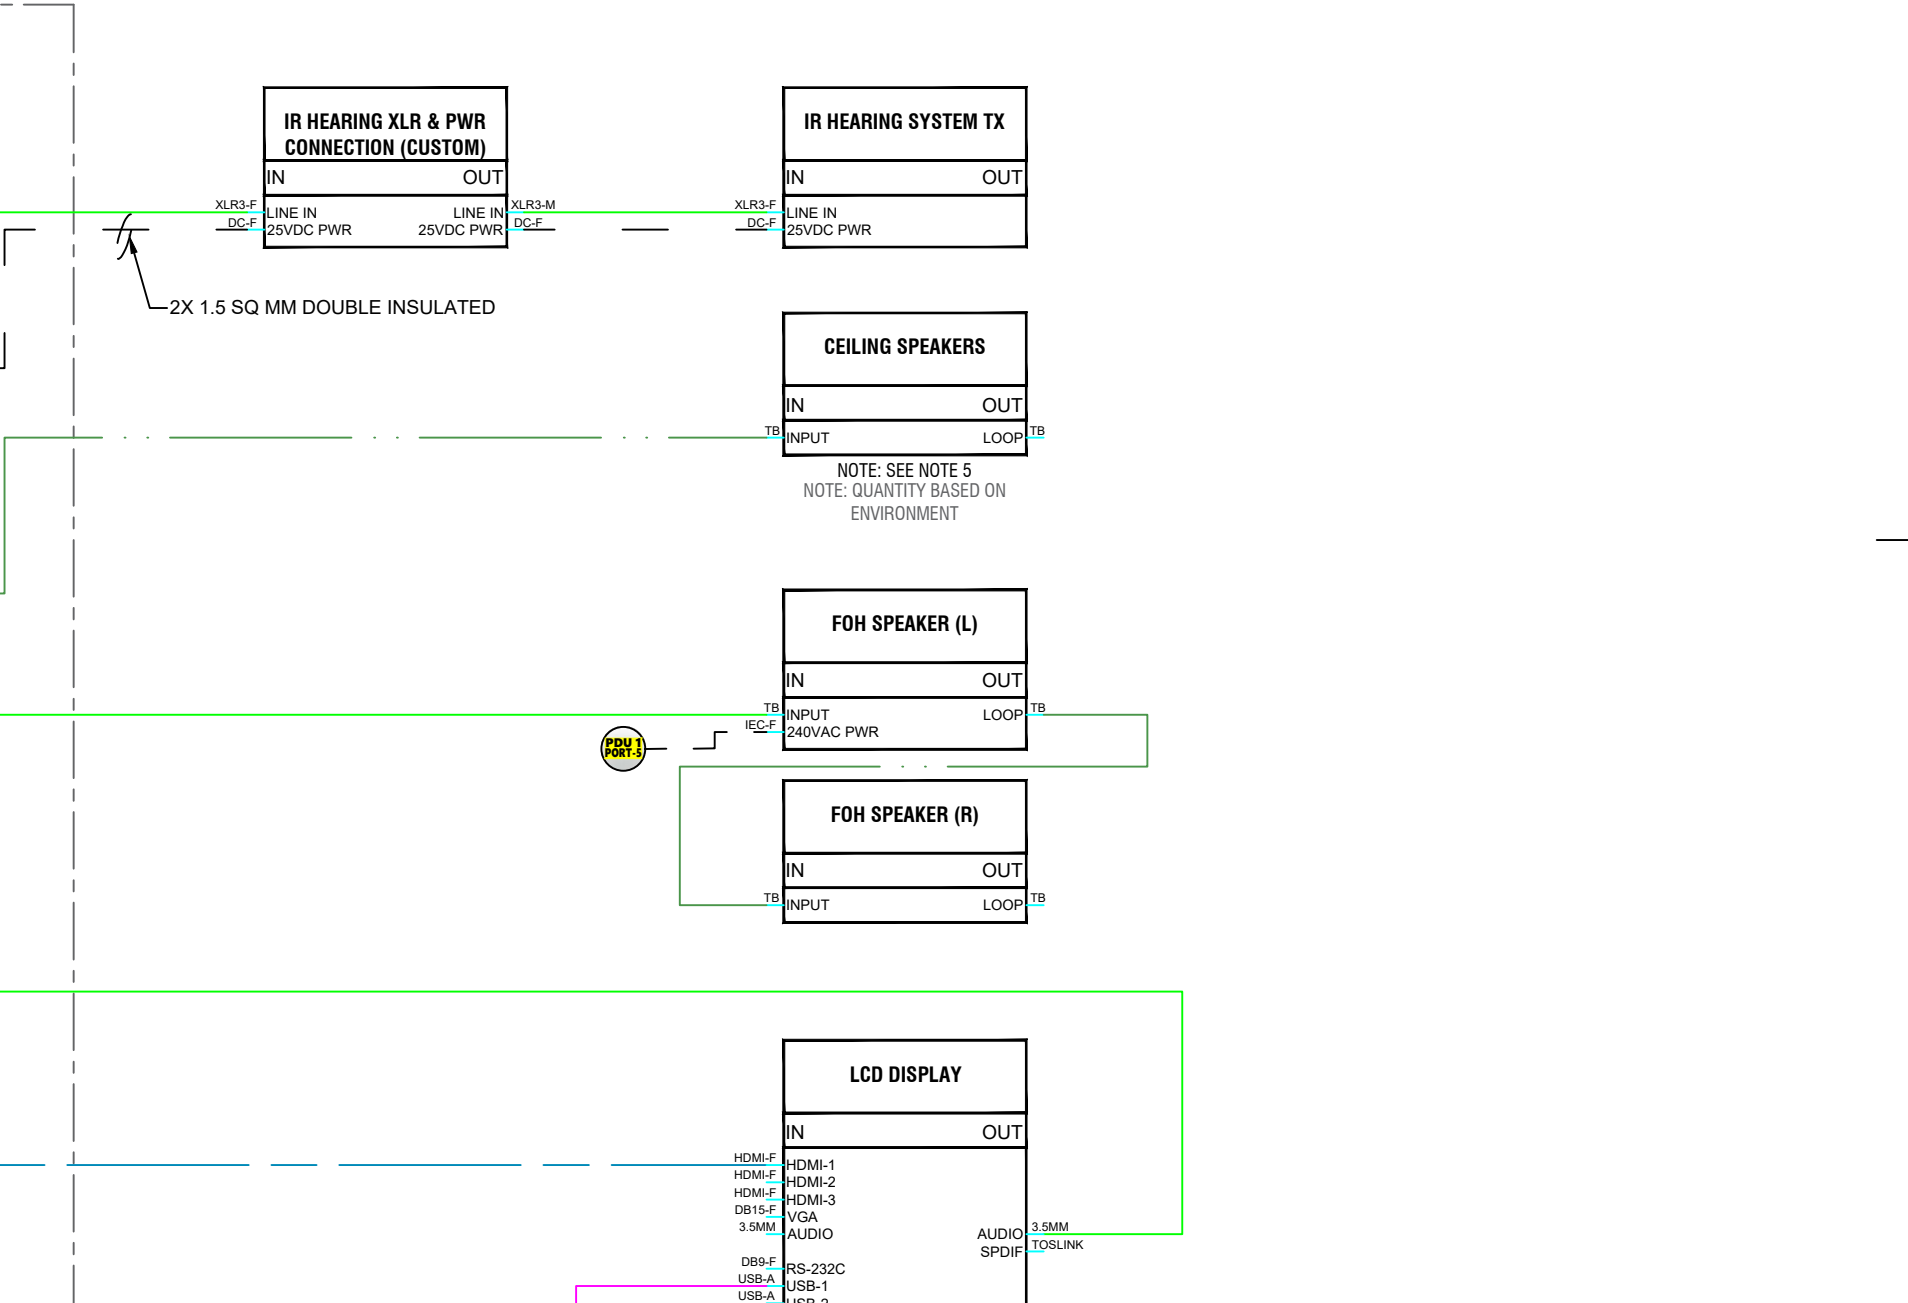 IR HEARING XLR & PWR
CONNECTION (CUSTOM)
IN OUT
XLR3-F LINE IN LINE IN XLR3-M
DC-F 25VDC PWR 25VDC PWR DC-F
IR HEARING SYSTEM TX
IN OUT
XLR3-F LINE IN
DC-F 25VDC PWR
2X 1.5 SQ MM DOUBLE INSULATED
CEILING SPEAKERS
IN OUT
TB INPUT LOOP TB
NOTE: SEE NOTE 5
NOTE: QUANTITY BASED ON
ENVIRONMENT
FOH SPEAKER (L)
IN OUT
TB INPUT LOOP TB
IEC-F 240VAC PWR
PDU 1
PORT-5
FOH SPEAKER (R)
IN OUT
TB INPUT LOOP TB
LCD DISPLAY
IN OUT
HDMI-F HDMI-1
HDMI-F HDMI-2
HDMI-F HDMI-3
DB15-F VGA
3.5MM AUDIO AUDIO 3.5MM
SPDIF TOSLINK
DB9-F RS-232C
USB-A USB-1
USB-A USB-2